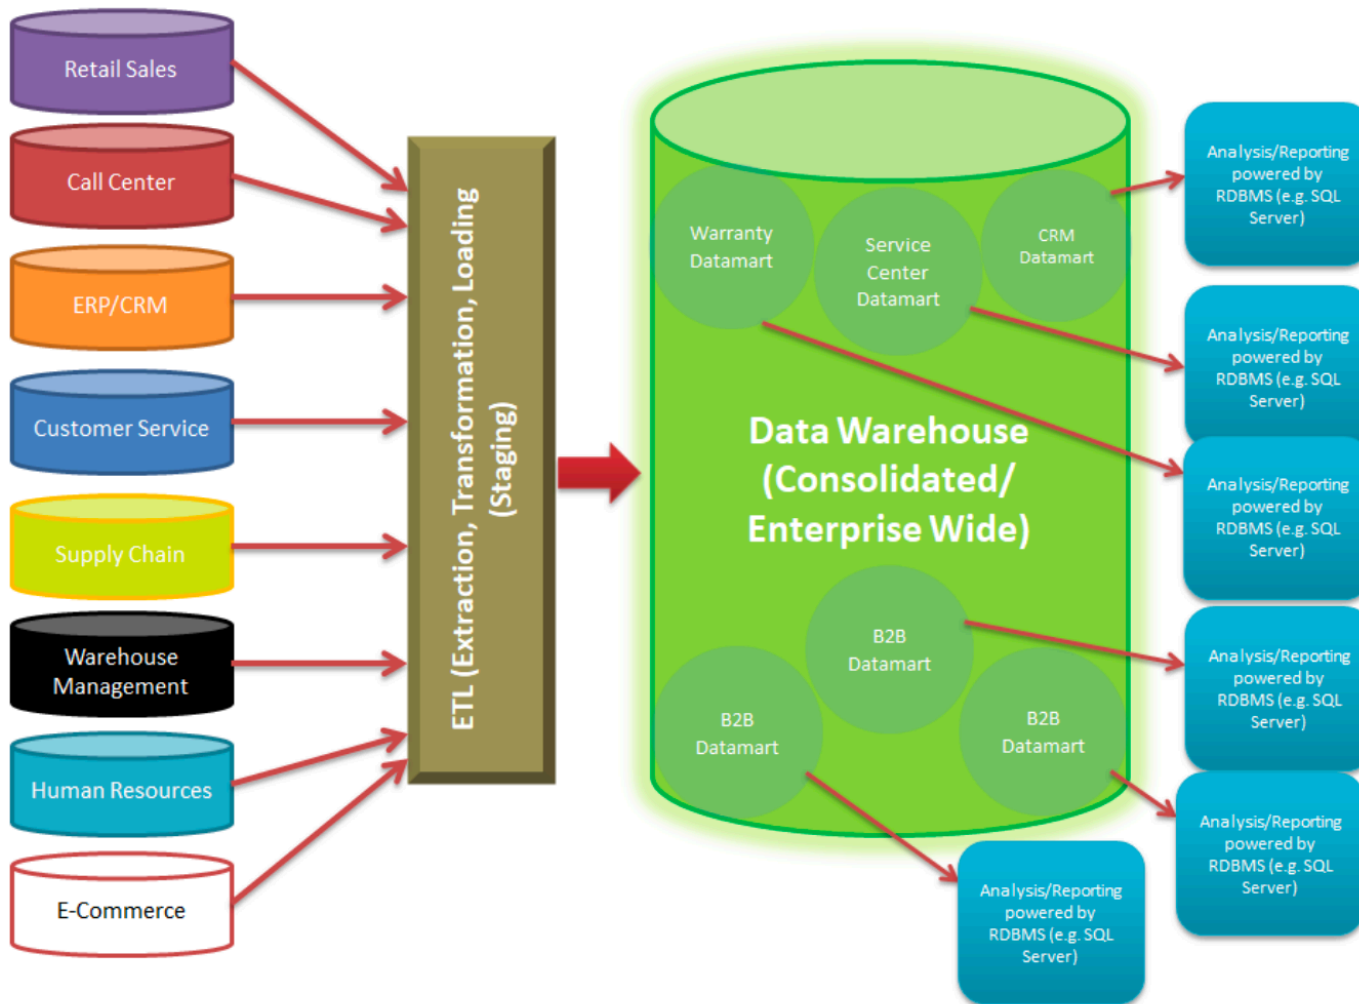 Retail Sales
Call Center
ERP/CRM
Customer Service
Supply Chain
Warehouse
Management
Human Resources
E-Commerce
ETL (Extraction, Transformation, Loading
(Staging)
Warranty
Datamart
Service
Center
Datamart
CRM
Datamart
Data Warehouse
(Consolidated/
Enterprise Wide)
B2B
Datamart
B2B
Datamart
B2B
Datamart
Analysis/Reporting
powered by
RDBMS (e.g. SQL
Server)
Analysis/Reporting
powered by
RDBMS (e.g. SQL
Server)
Analysis/Reporting
powered by
RDBMS (e.g. SQL
Server)
Analysis/Reporting
powered by
RDBMS (e.g. SQL
Server)
Analysis/Reporting
powered by
RDBMS (e.g. SQL
Server)
Analysis/Reporting
powered by
RDBMS (e.g. SQL
Server)